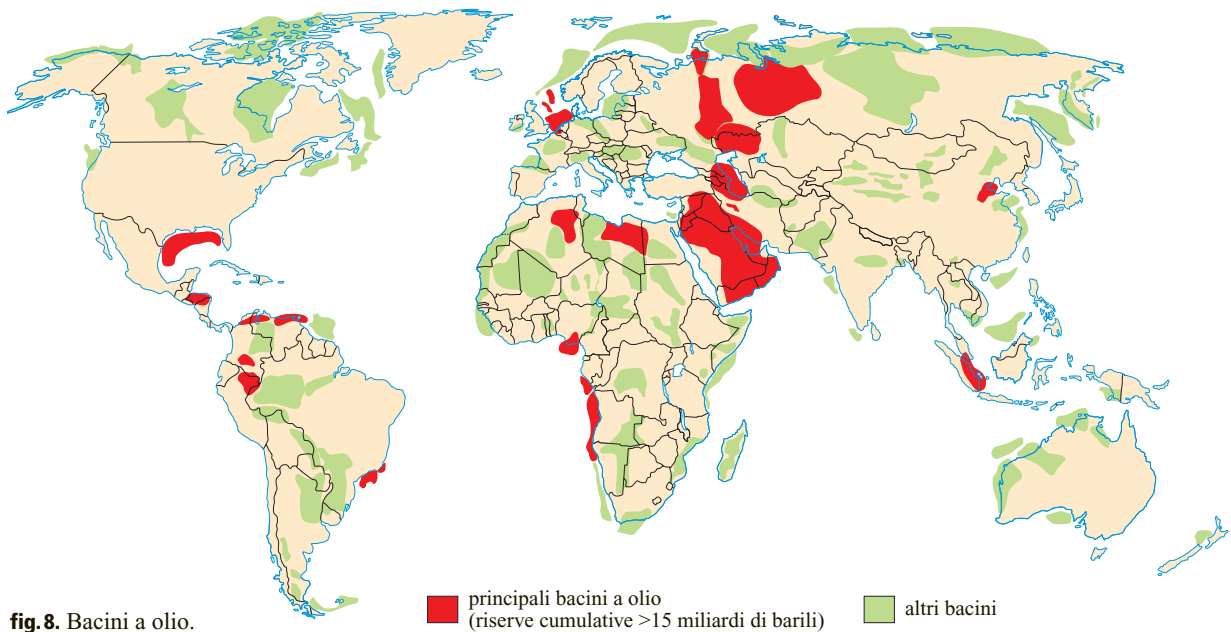 principali bacini a olio
(riserve cumulative >15 miliardi di barili)
altri bacini
fig.8. Bacini a olio.